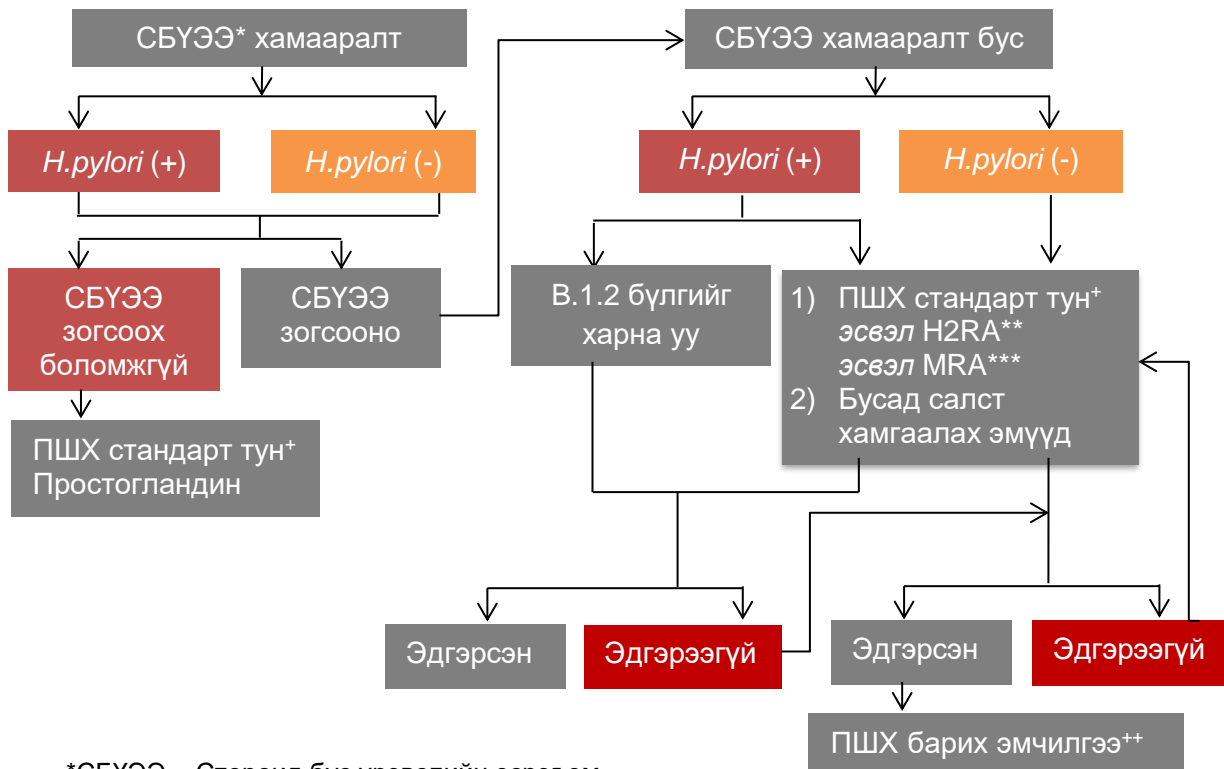 СБҮЭЭ* хамааралт
СБҮЭЭ хамааралт бус
H.pylori (+)
H.pylori (-)
H.pylori (+)
H.pylori (-)
СБҮЭЭ
зогсоох
боломжгүй
СБҮЭЭ
зогсооно
В.1.2 бүлгийг
харна уу
1) ПШХ стандарт тун+
эсвэл H2RA**
эсвэл MRA***
2) Бусад салст
хамгаалах эмүүд
ПШХ стандарт тун+
Простогландин
Эдгэрсэн
Эдгэрээгүй
Эдгэрсэн
Эдгэрээгүй
ПШХ барих эмчилгээ++